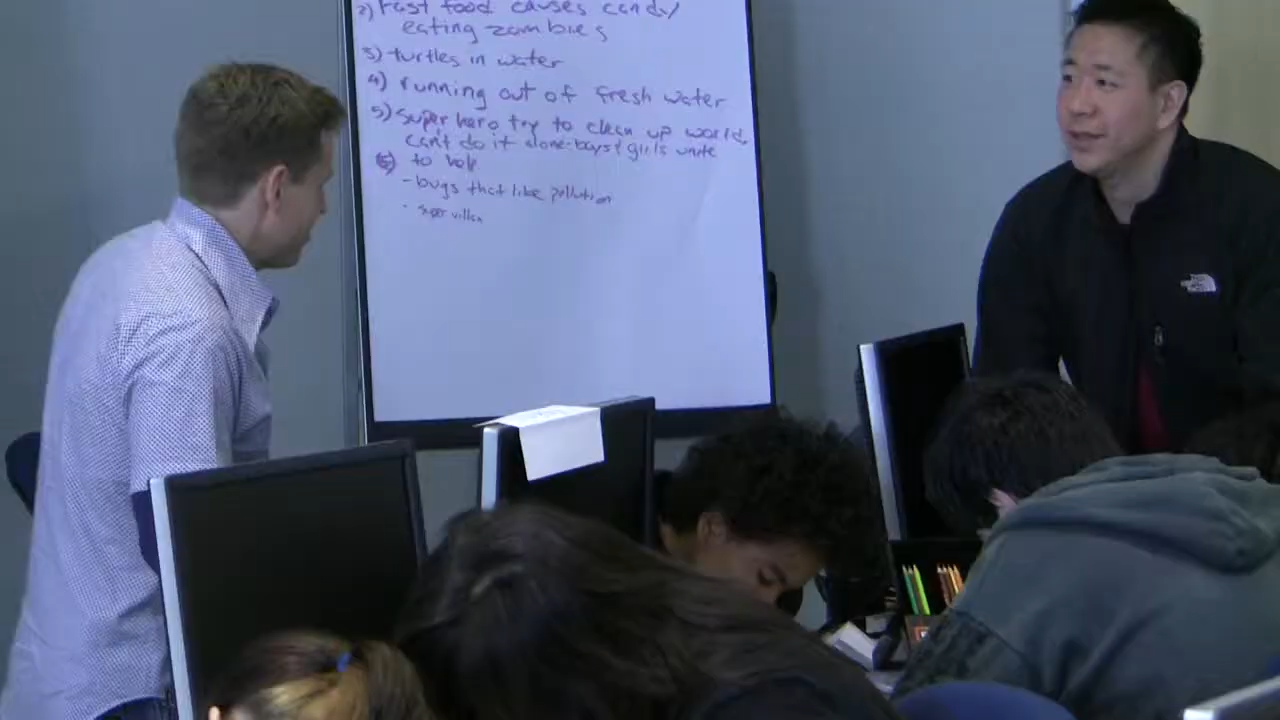 2) Fast food causes candy
eating zombies
3) turtles in water
4) running out of fresh water
5) super hero try to clean up world,
can't do it alone-boys & girls unite
6) to help
- bugs that like pollution
- super villan